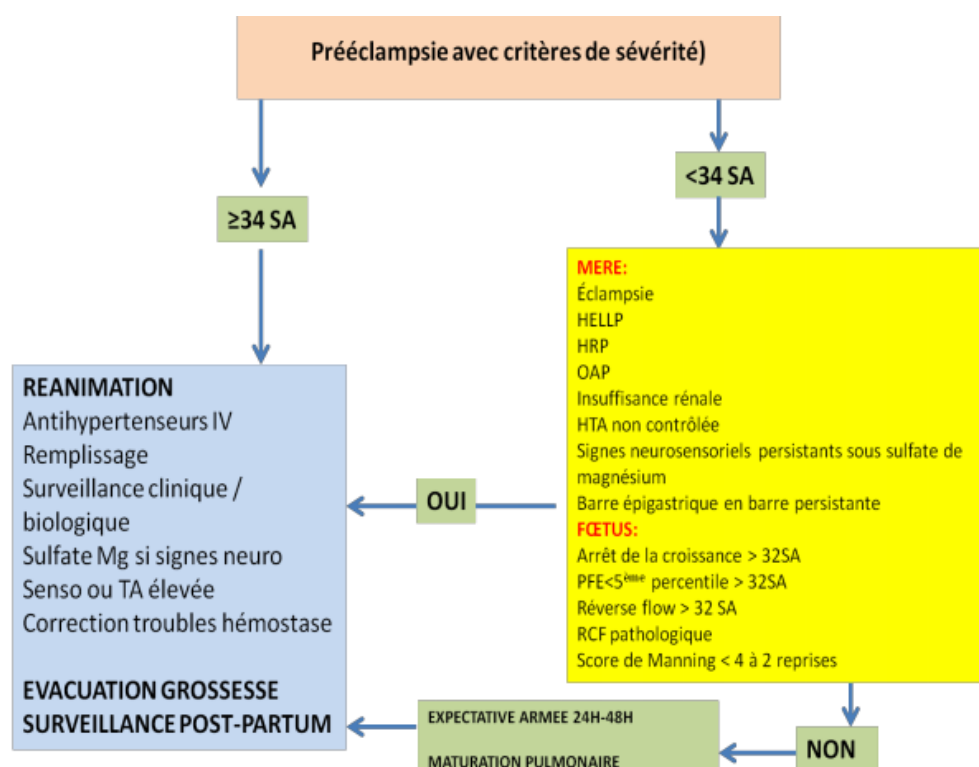 Prééclampsie avec critères de sévérité)
<34 SA
≥34 SA
MERE:
Éclampsie
HELLP
HRP
OAP
Insuffisance rénale
HTA non contrôlée
Signes neurosensoriels persistants sous sulfate de
magnésium
Barre épigastrique en barre persistante
FŒTUS:
Arrêt de la croissance > 32SA
PFE<5ème percentile > 32SA
Réverse flow > 32 SA
RCF pathologique
Score de Manning < 4 à 2 reprises
OUI
REANIMATION
Antihypertenseurs IV
Remplissage
Surveillance clinique /
biologique
Sulfate Mg si signes neuro
Senso ou TA élevée
Correction troubles hémostase
EVACUATION GROSSESSE
SURVEILLANCE POST-PARTUM
NON
EXPECTATIVE ARMEE 24H-48H
MATURATION PULMONAIRE